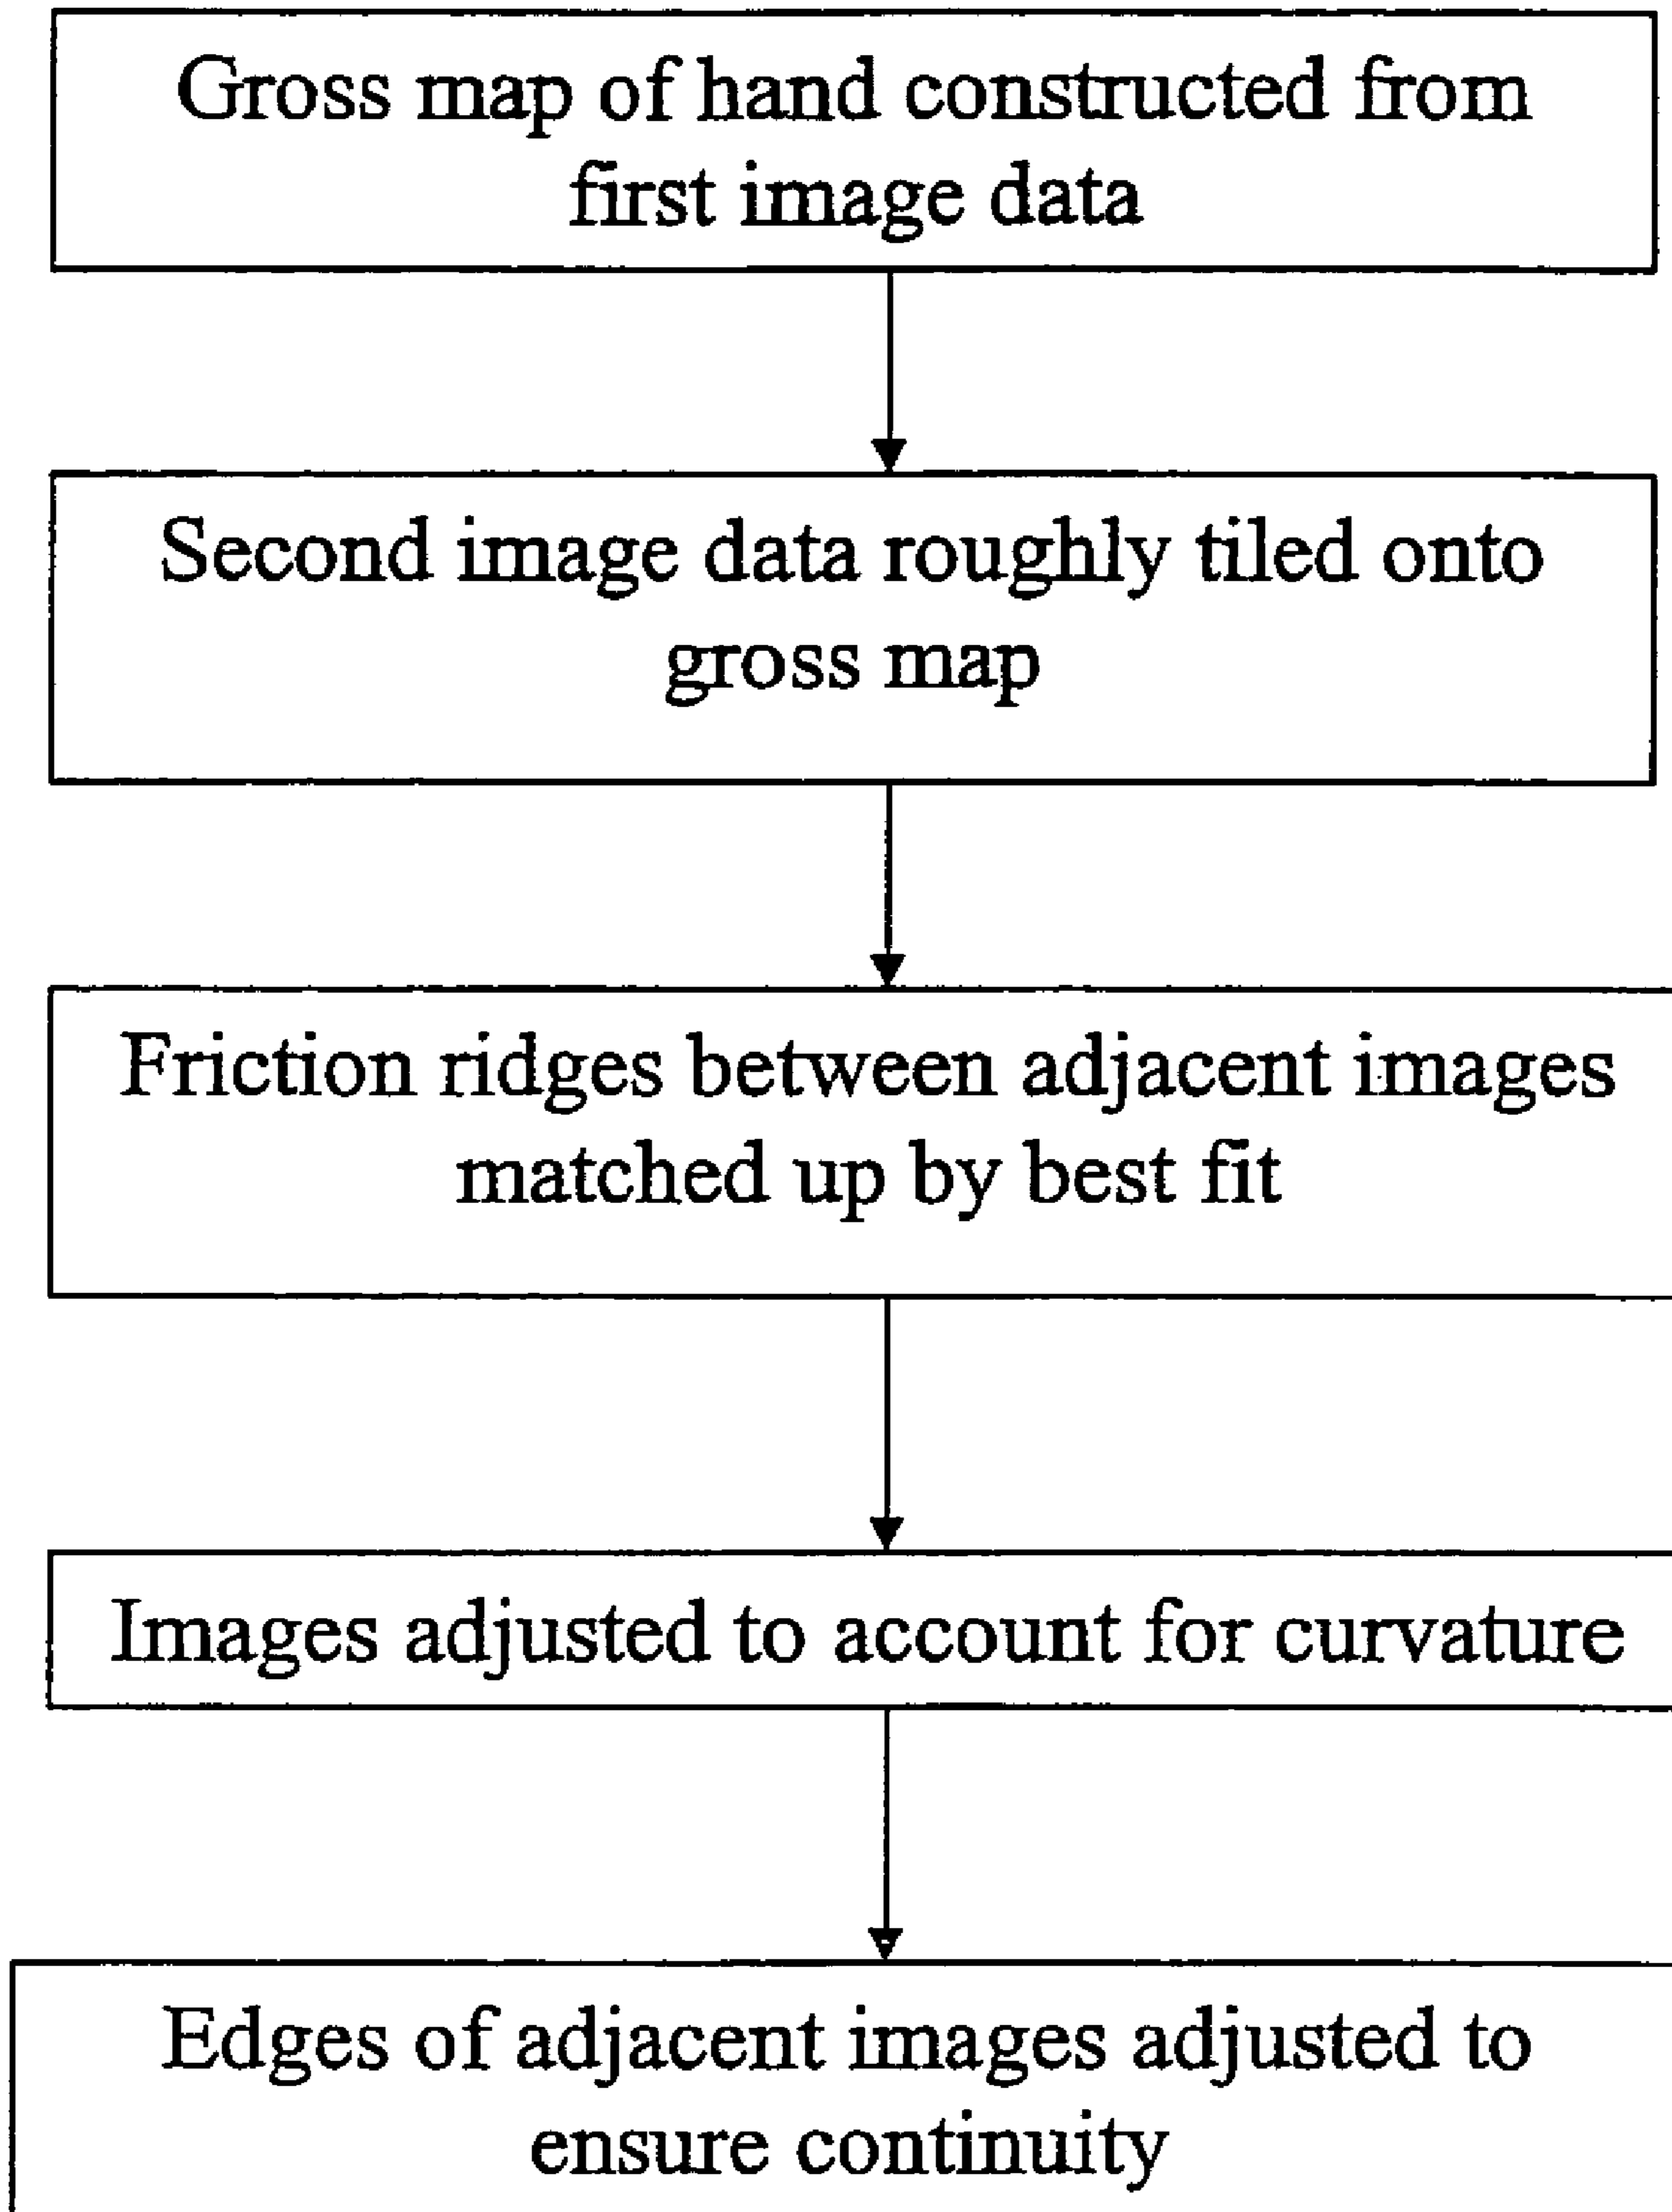 Gross map of hand constructed from
first image data
Second image data roughly tiled onto
gross map
Friction ridges between adjacent images
matched up by best fit
Images adjusted to account for curvature
Edges of adjacent images adjusted to
ensure continuity